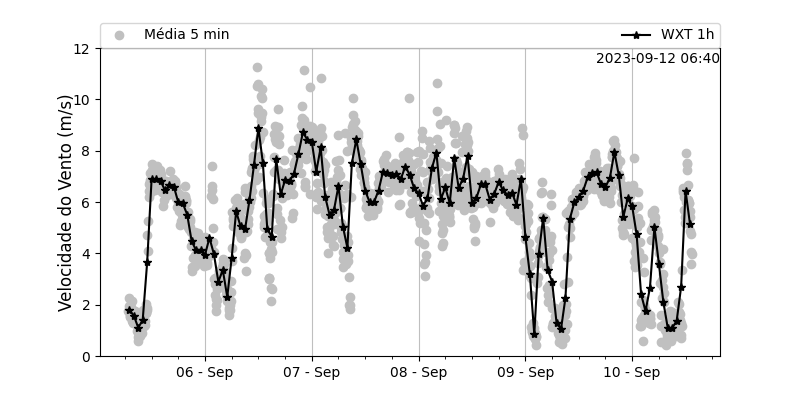 Média 5 min
WXT 1h
2023-09-12 06:40
Velocidade do Vento (m/s)
12
10
8
6
4
2
0
06 - Sep
07 - Sep
08 - Sep
09 - Sep
10 - Sep